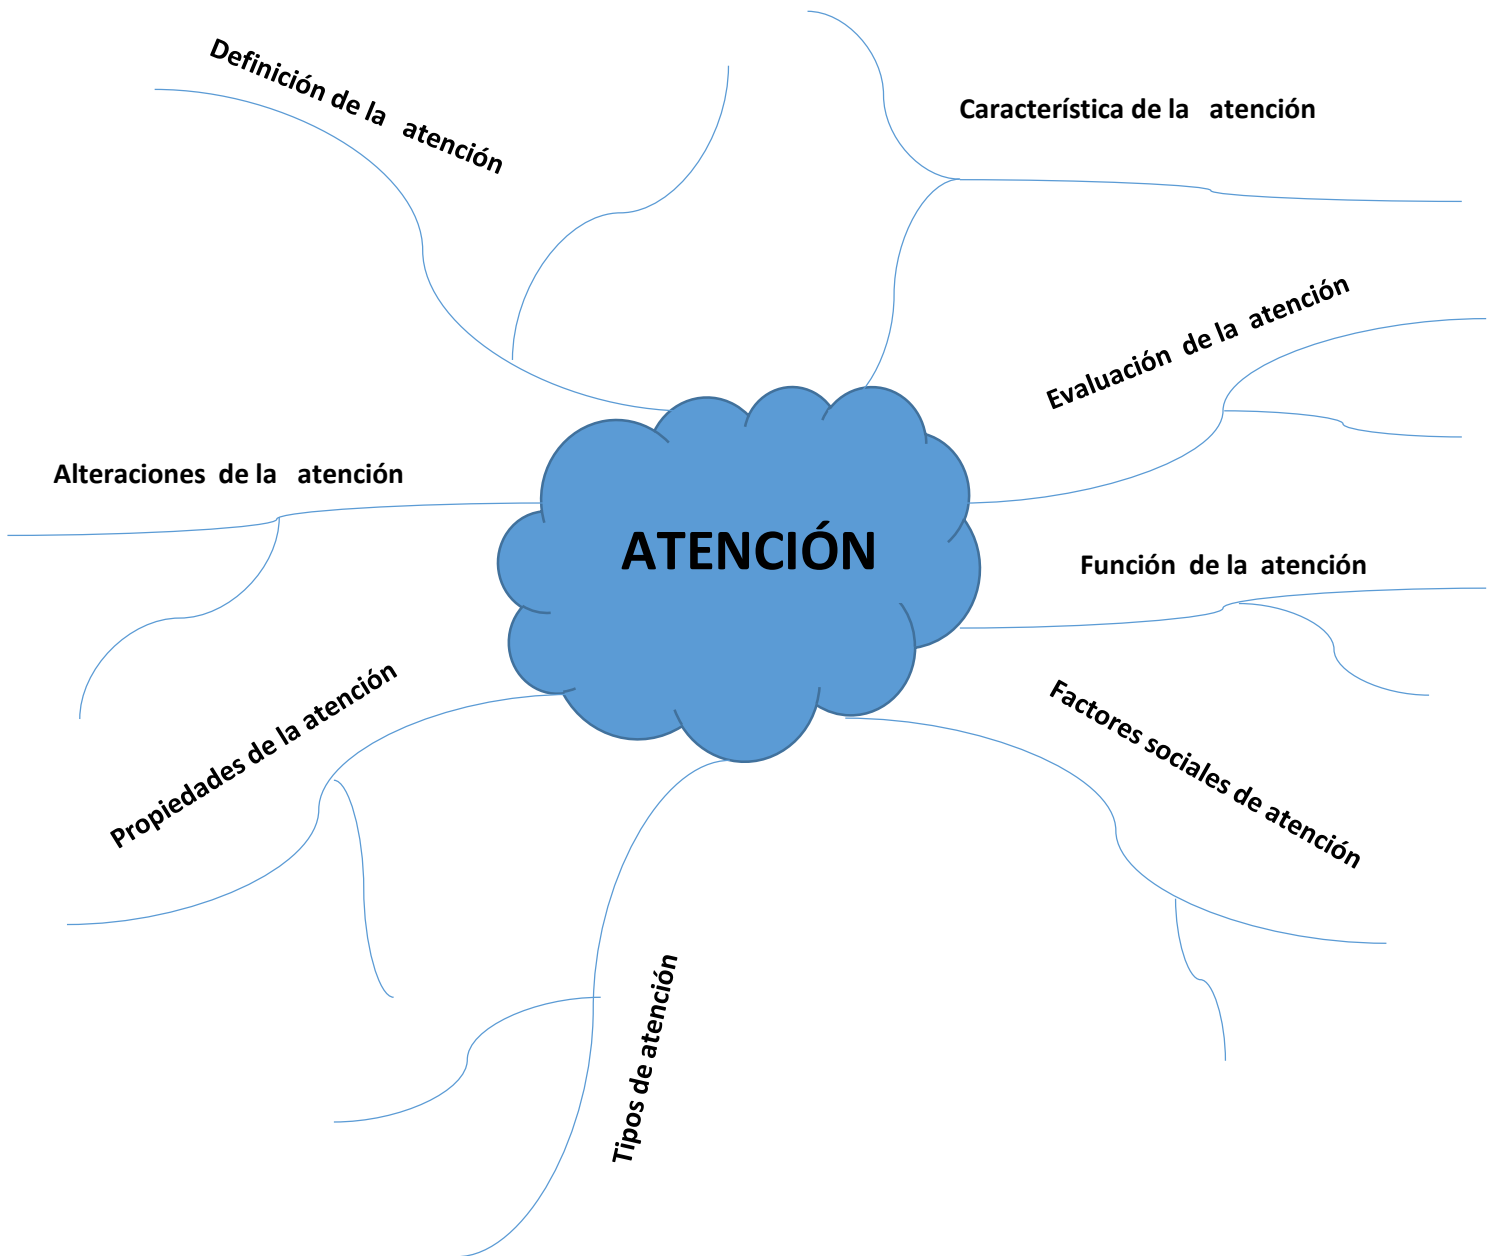 Definición de la atención
Característica de la atención
Evaluación de la atención
Alteraciones de la atención
ATENCIÓN
Función de la atención
Propiedades de la atención
Factores sociales de atención
Tipos de atención